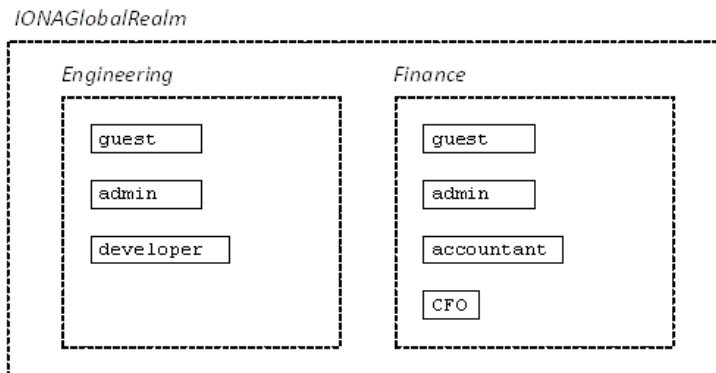 IONAGlobalRealm
Engineering
guest
admin
developer
Finance
guest
admin
accountant
CFO